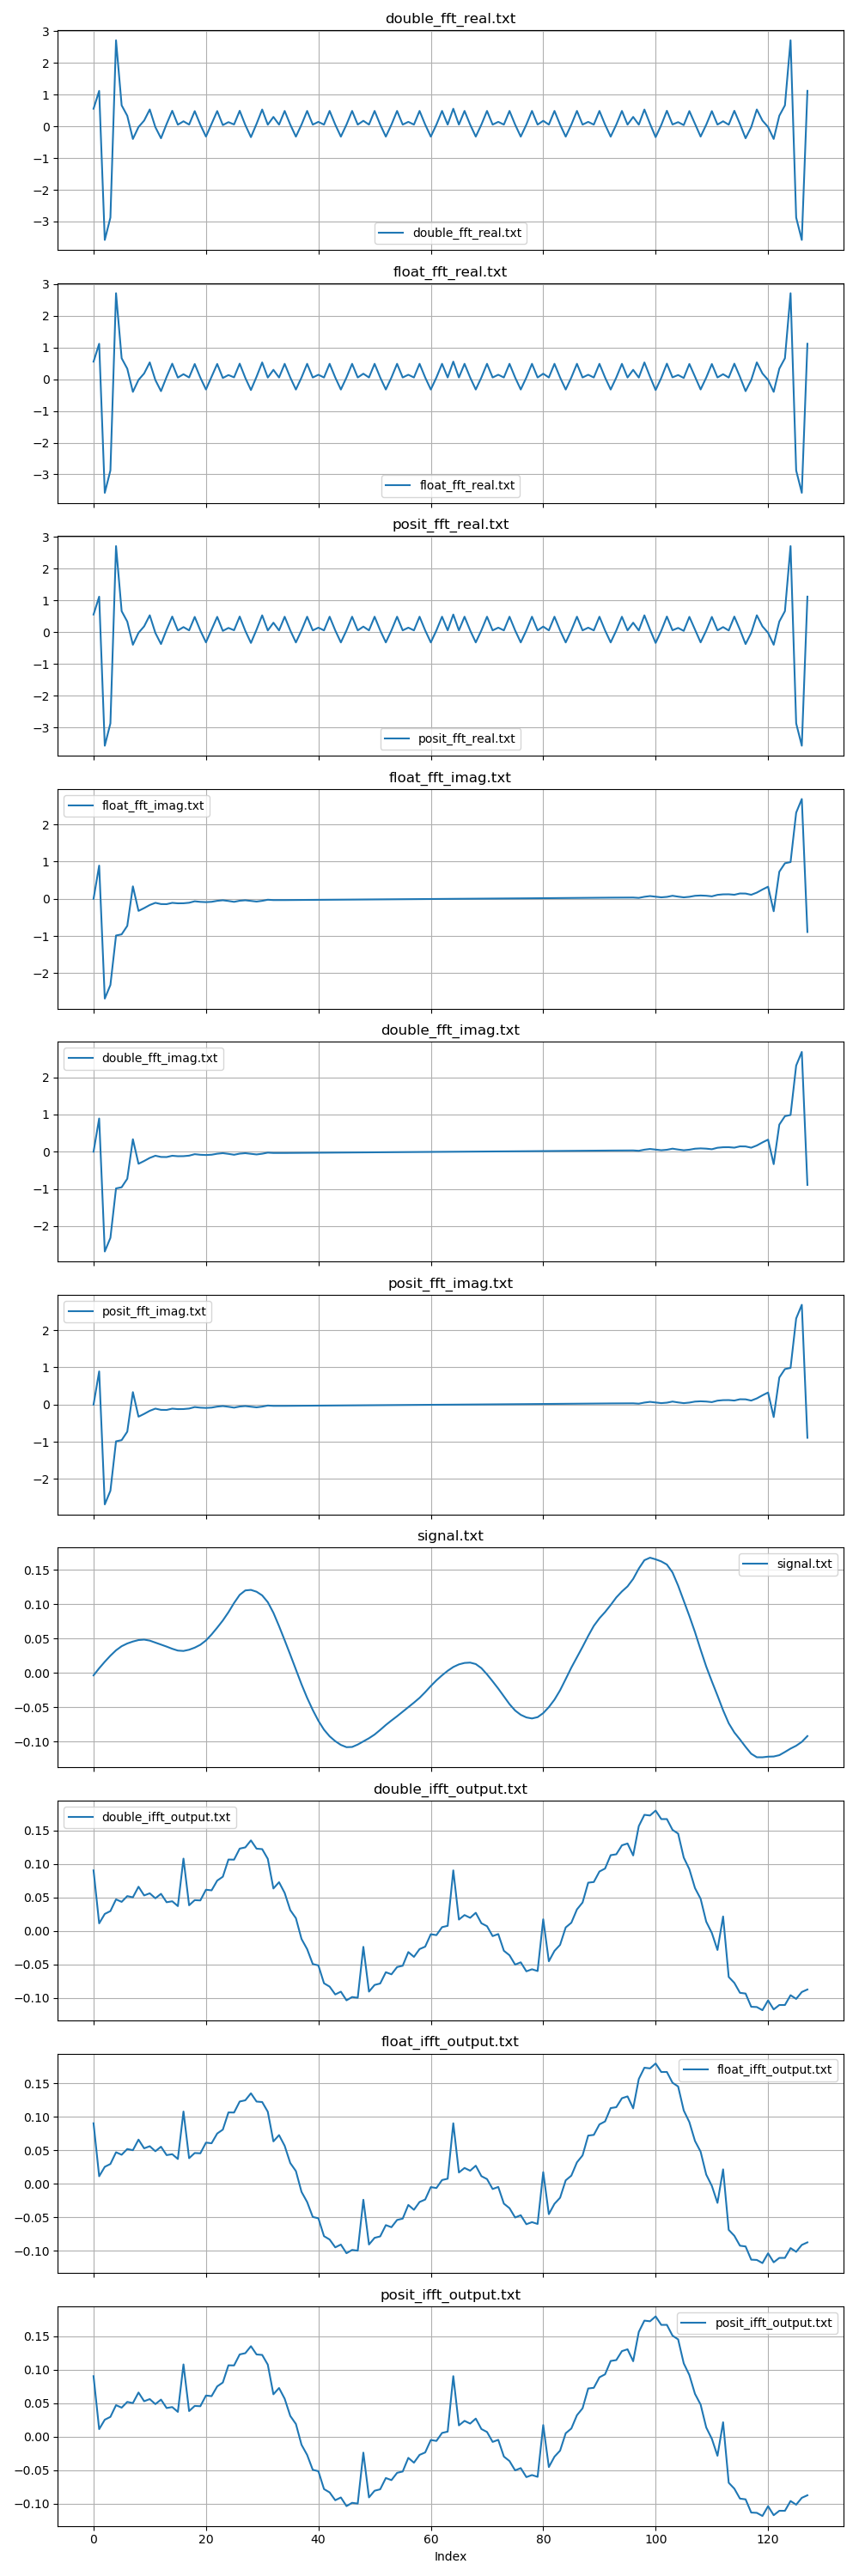 double_fft_real.txt
3
2
1
0
−1
−2
−3
double_fft_real.txt
float_fft_real.txt
3
2
1
0
−1
−2
−3
float_fft_real.txt
posit_fft_real.txt
3
2
1
0
−1
−2
−3
posit_fft_real.txt
float_fft_imag.txt
float_fft_imag.txt
2
1
0
−1
−2
double_fft_imag.txt
double_fft_imag.txt
2
1
0
−1
−2
posit_fft_imag.txt
posit_fft_imag.txt
2
1
0
−1
−2
signal.txt
signal.txt
0.15
0.10
0.05
0.00
−0.05
−0.10
double_ifft_output.txt
double_ifft_output.txt
0.15
0.10
0.05
0.00
−0.05
−0.10
float_ifft_output.txt
float_ifft_output.txt
0.15
0.10
0.05
0.00
−0.05
−0.10
posit_ifft_output.txt
posit_ifft_output.txt
0.15
0.10
0.05
0.00
−0.05
−0.10
0 20 40 60 80 100 120
Index